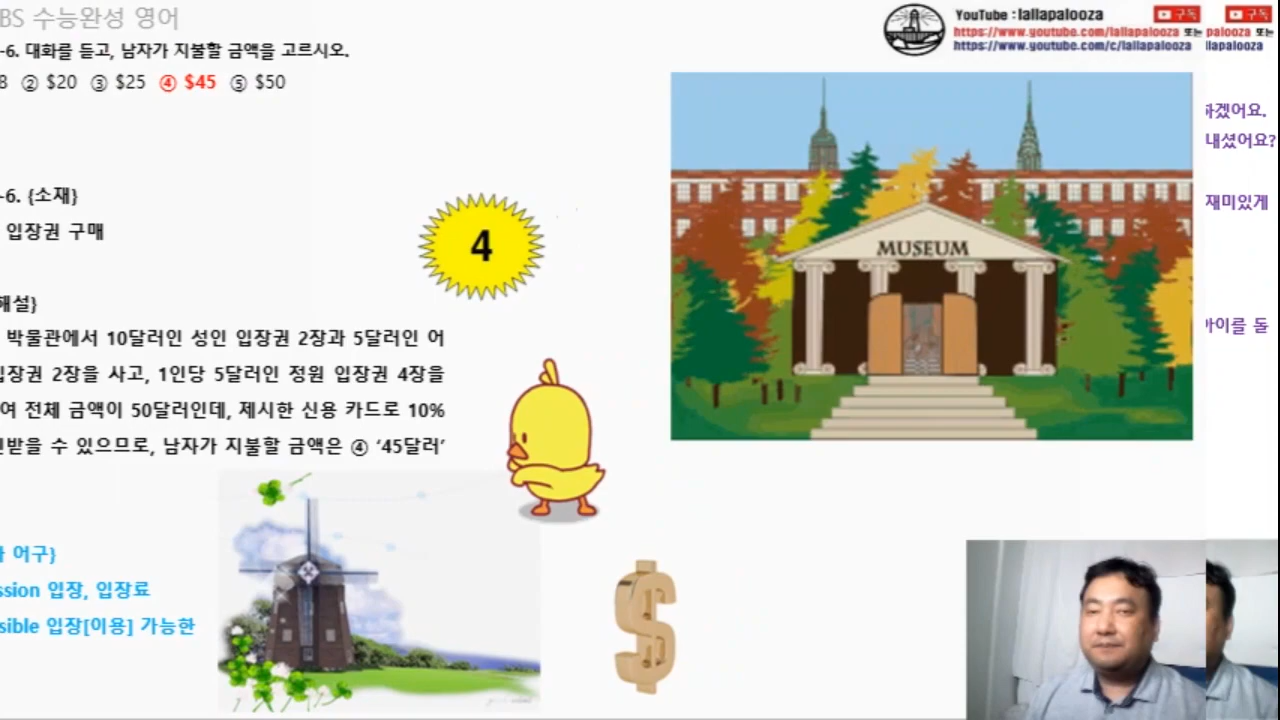 BS 수능완성 영어
-6. 대화를 듣고, 남자가 지불할 금액을 고르시오.
8 ② $20 ③ $25 ④ $45 ⑤ $50
-6. {소재}
입장권 구매
해설}
박물관에서 10달러인 성인 입장권 2장과 5달러인 어
입장권 2장을 사고, 1인당 5달러인 정원 입장권 4장을
여 전체 금액이 50달러인데, 제시한 신용 카드로 10%
받을 수 있으므로, 남자가 지불할 금액은 ④ ‘45달러’
어구}
ssion 입장, 입장료
sible 입장[이용] 가능한
4
MUSEUM
YouTube : lallapalooza 구독 구독
https://www.youtube.com/lallapalooza 또는 palooza 또는
https://www.youtube.com/c/lallapalooza llapalooza
하겠어요.
내셨어요?
재미있게
아이를 돌